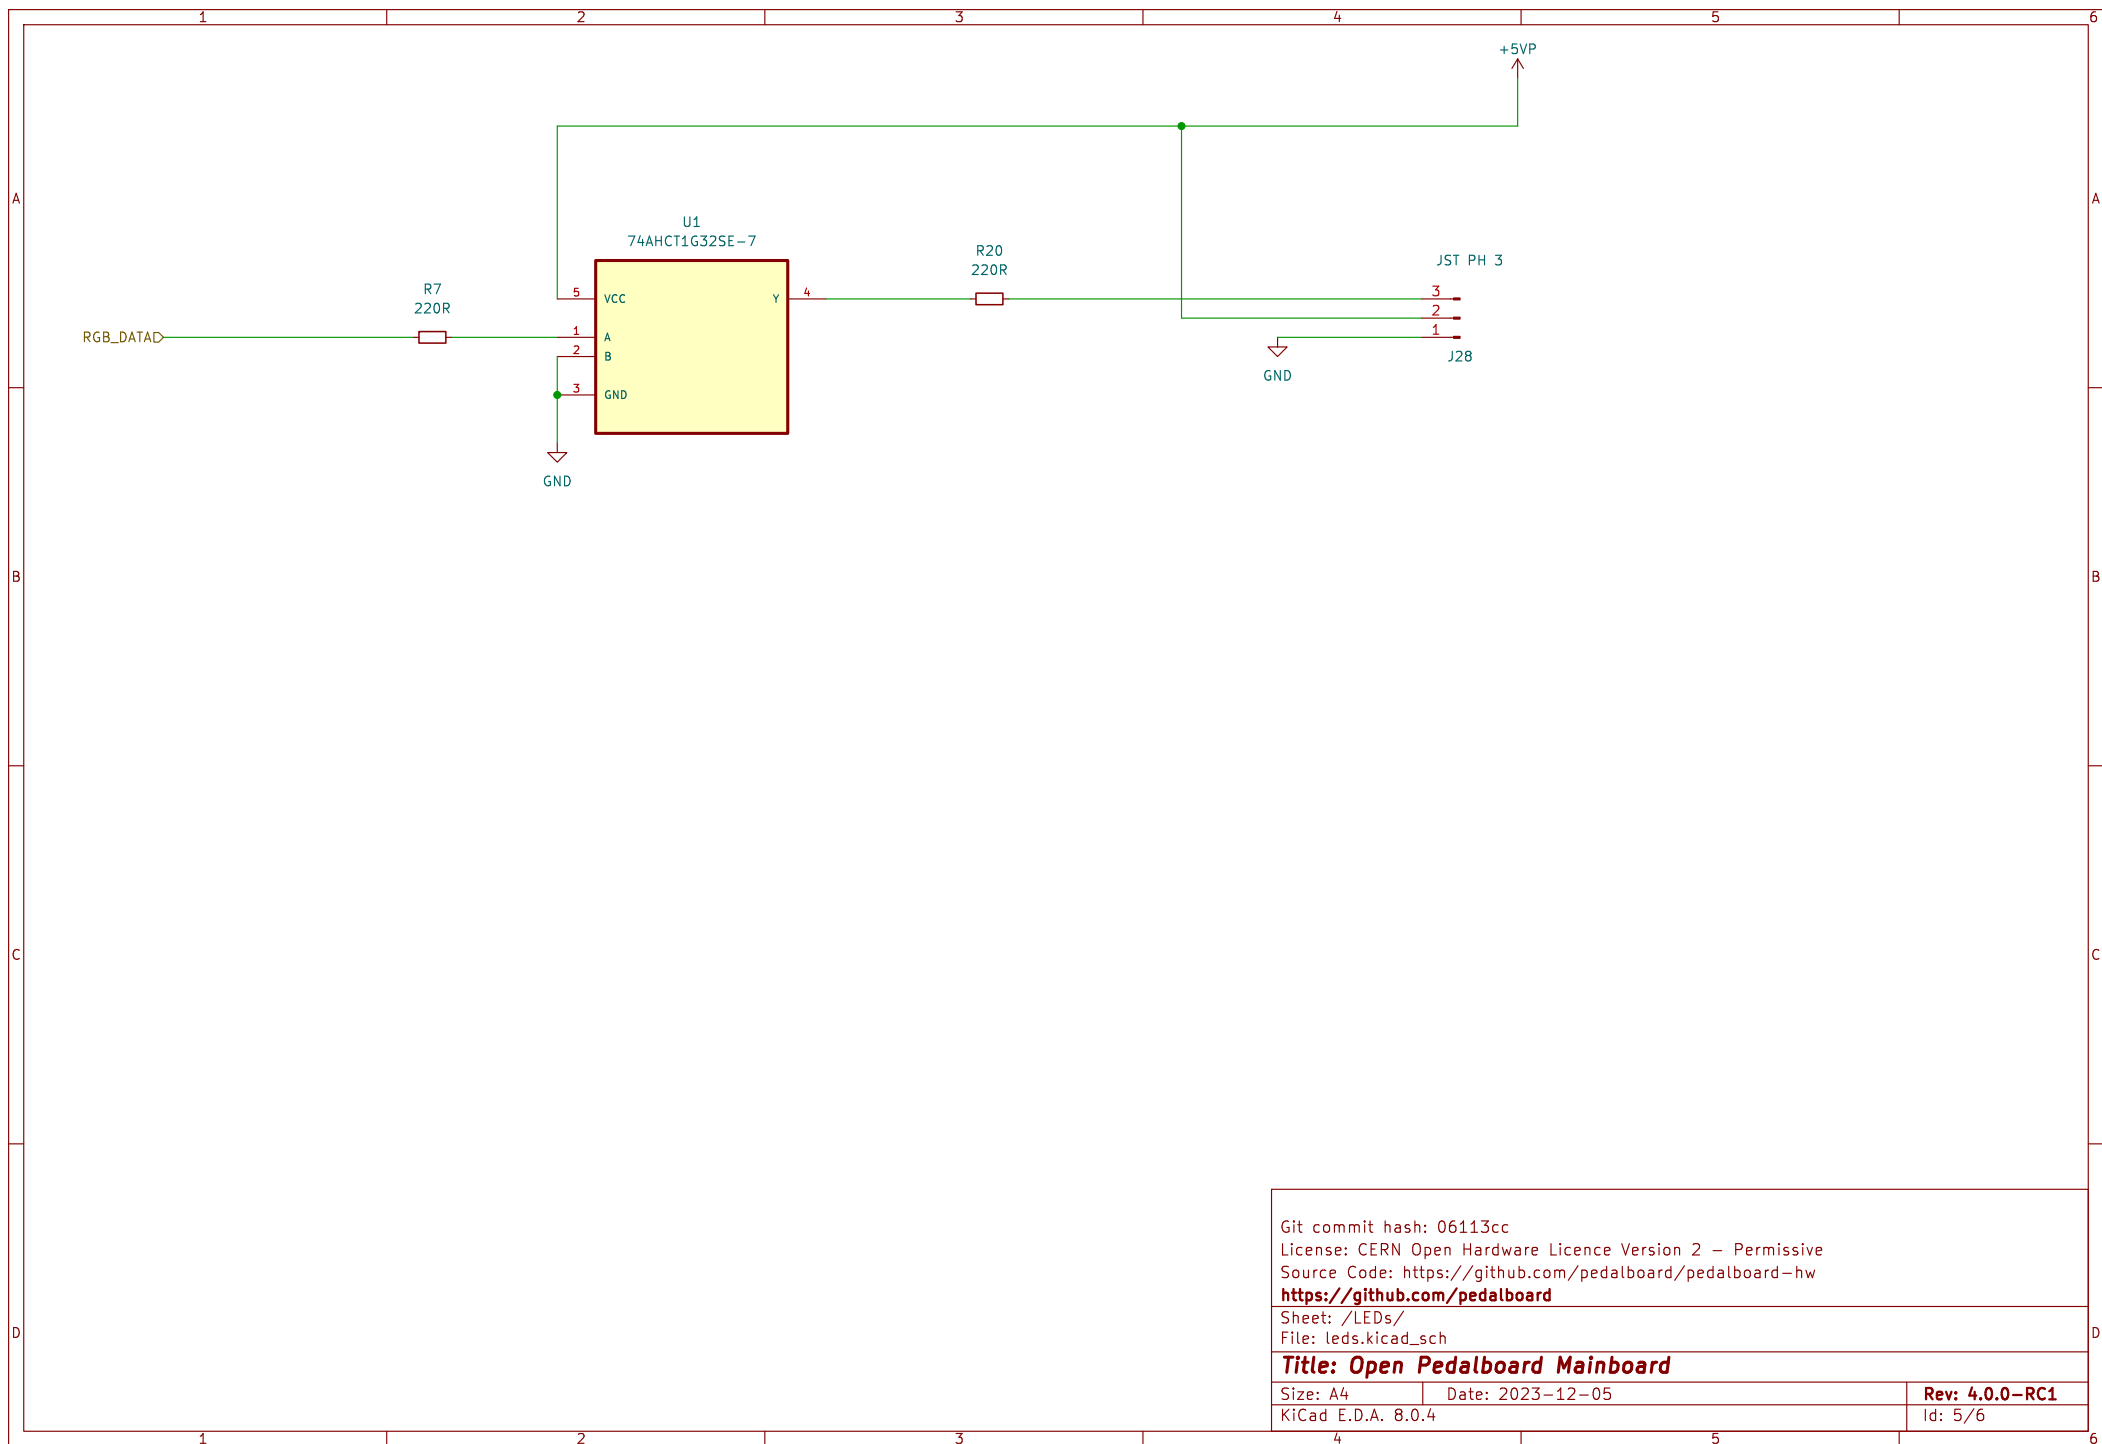 1 2 3 4 5 6
+5VP
A A
U1
74AHCT1G32SE-7
R20
220R
JST PH 3
R7
220R
5 VCC Y 4
3
2
RGB_DATA
1 A
1
2 B
J28
GND
3 GND
GND
B B
C C
Git commit hash: 06113cc
License: CERN Open Hardware Licence Version 2 - Permissive
Source Code: https://github.com/pedalboard/pedalboard-hw
https://github.com/pedalboard
Sheet: /LEDs/
File: leds.kicad_sch
D D
Title: Open Pedalboard Mainboard
Size: A4 Date: 2023-12-05 Rev: 4.0.0-RC1
KiCad E.D.A. 8.0.4 Id: 5/6
1 2 3 4 5 6